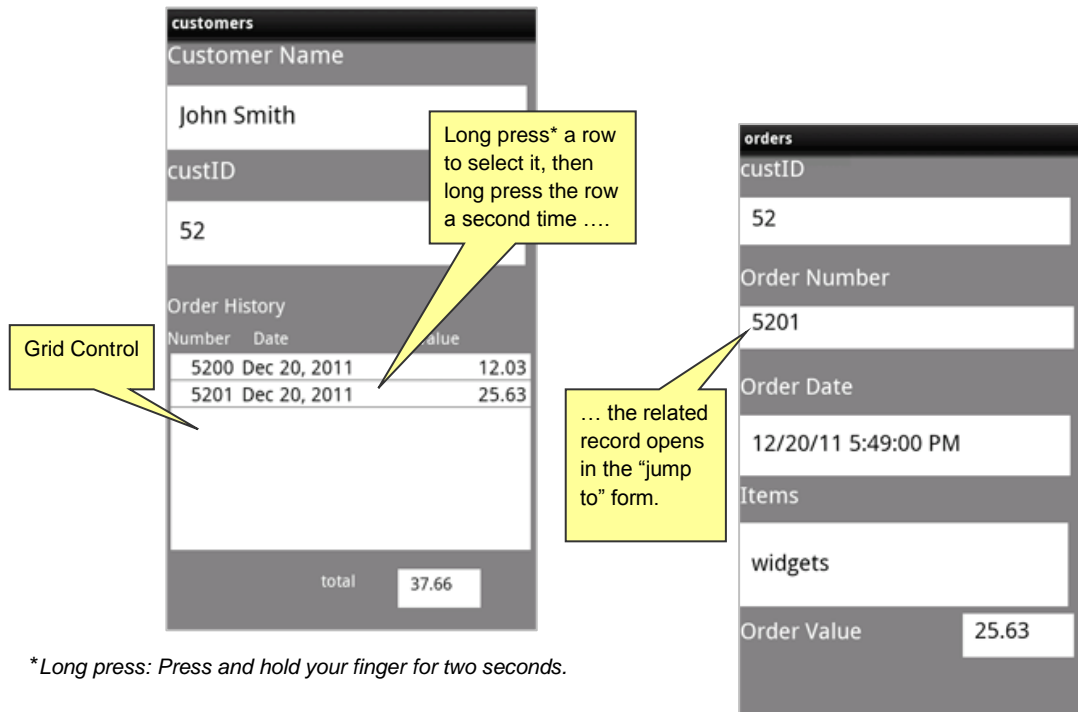 customers
Customer Name
John Smith
custID
52
Order History
Number Date alue
5200 Dec 20, 2011 12.03
5201 Dec 20, 2011 25.63
total 37.66
Grid Control
Long press* a row
to select it, then
long press the row
a second time ….
orders
custID
52
Order Number
5201
Order Date
12/20/11 5:49:00 PM
Items
widgets
Order Value 25.63
… the related
record opens
in the “jump
to” form.
*Long press: Press and hold your finger for two seconds.